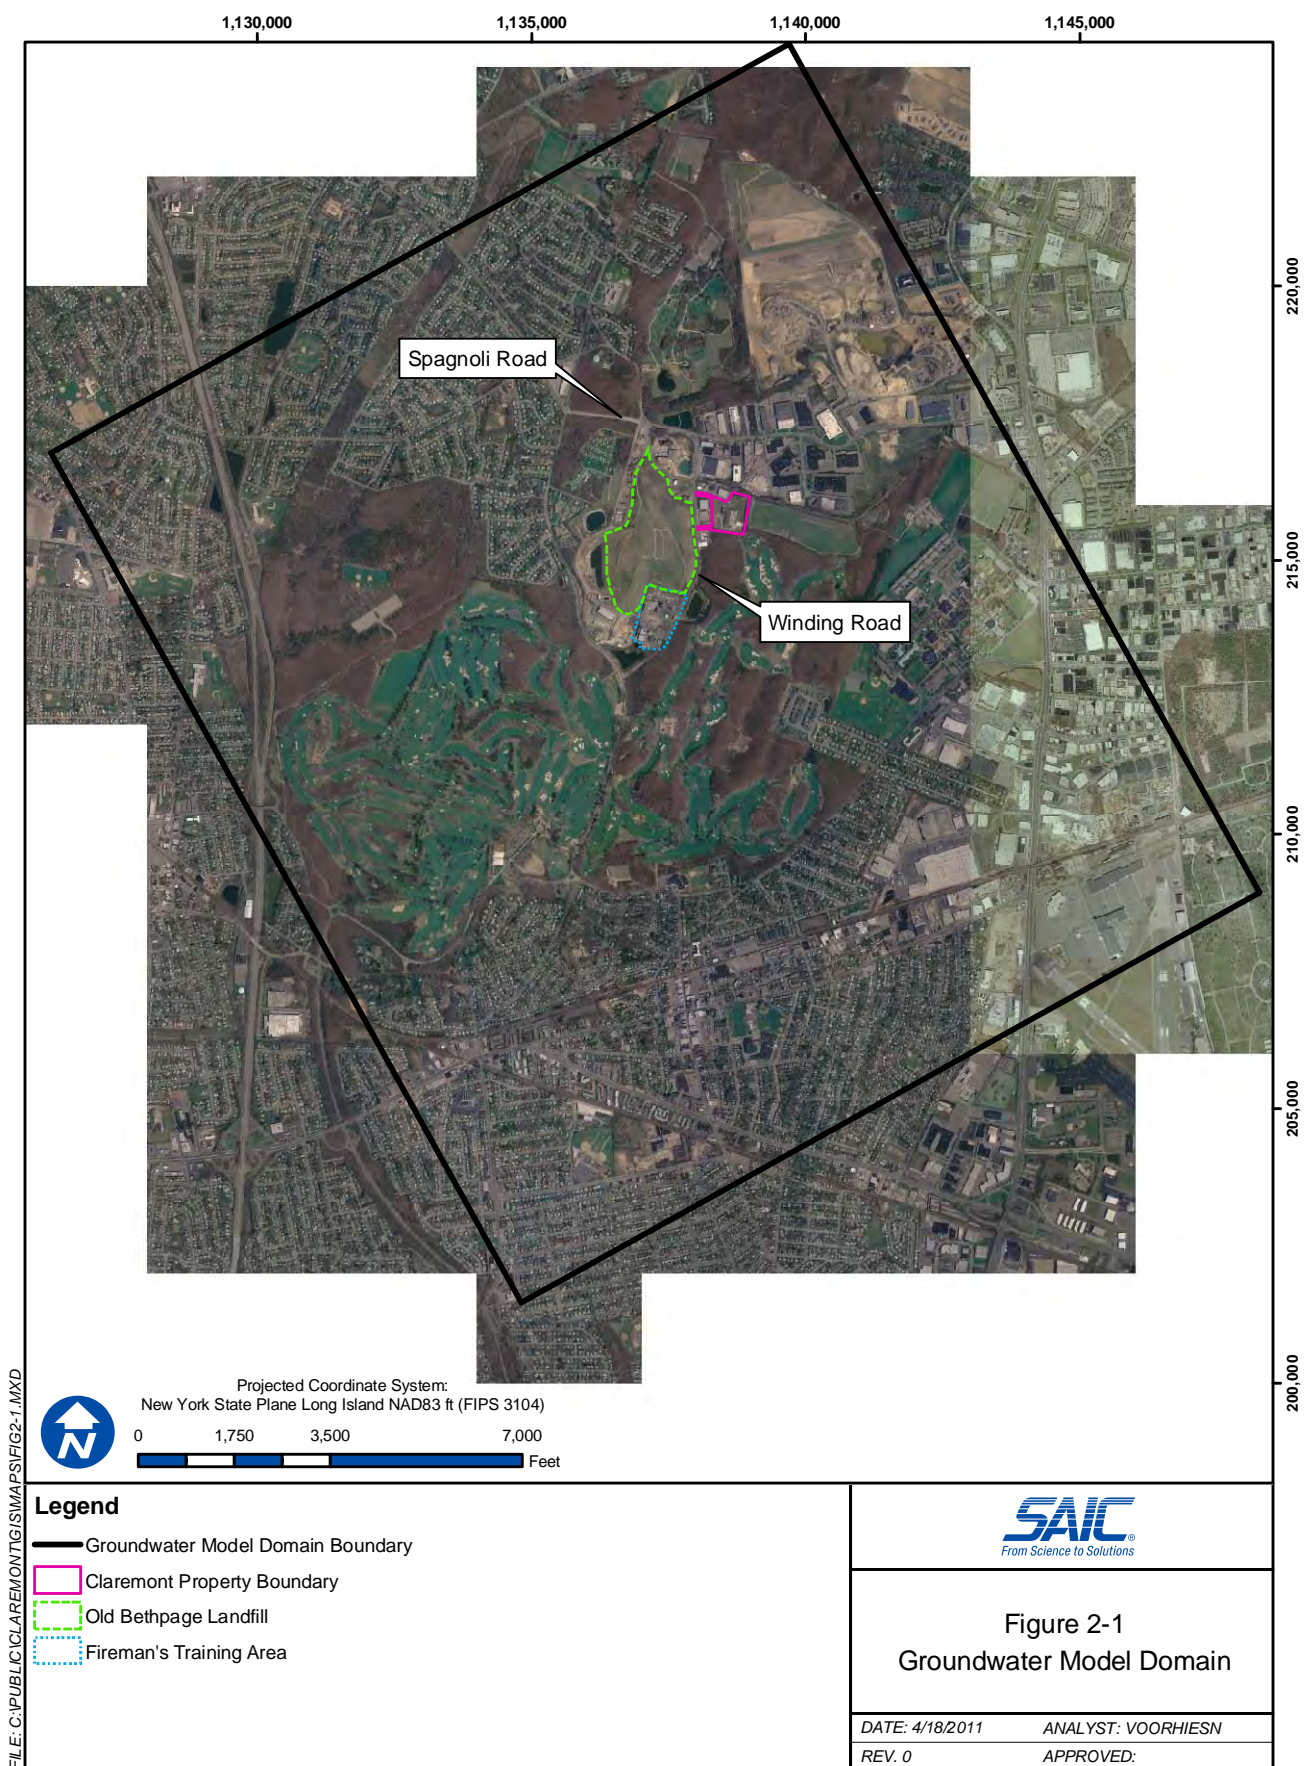 1,130,000
1,135,000
1,140,000
1,145,000
220,000
215,000
210,000
205,000
200,000
Spagnoli Road
Winding Road
Projected Coordinate System:
New York State Plane Long Island NAD83 ft (FIPS 3104)
N
0 1,750 3,500 7,000
Feet
FILE: C:\PUBLIC\CLAREMONT\GIS\MAPS\FIG2-1.MXD
Legend
Groundwater Model Domain Boundary
Claremont Property Boundary
Old Bethpage Landfill
Fireman's Training Area
SAIC®
From Science to Solutions
Figure 2-1
Groundwater Model Domain
DATE: 4/18/2011 ANALYST: VOORHIESN
REV. 0 APPROVED: